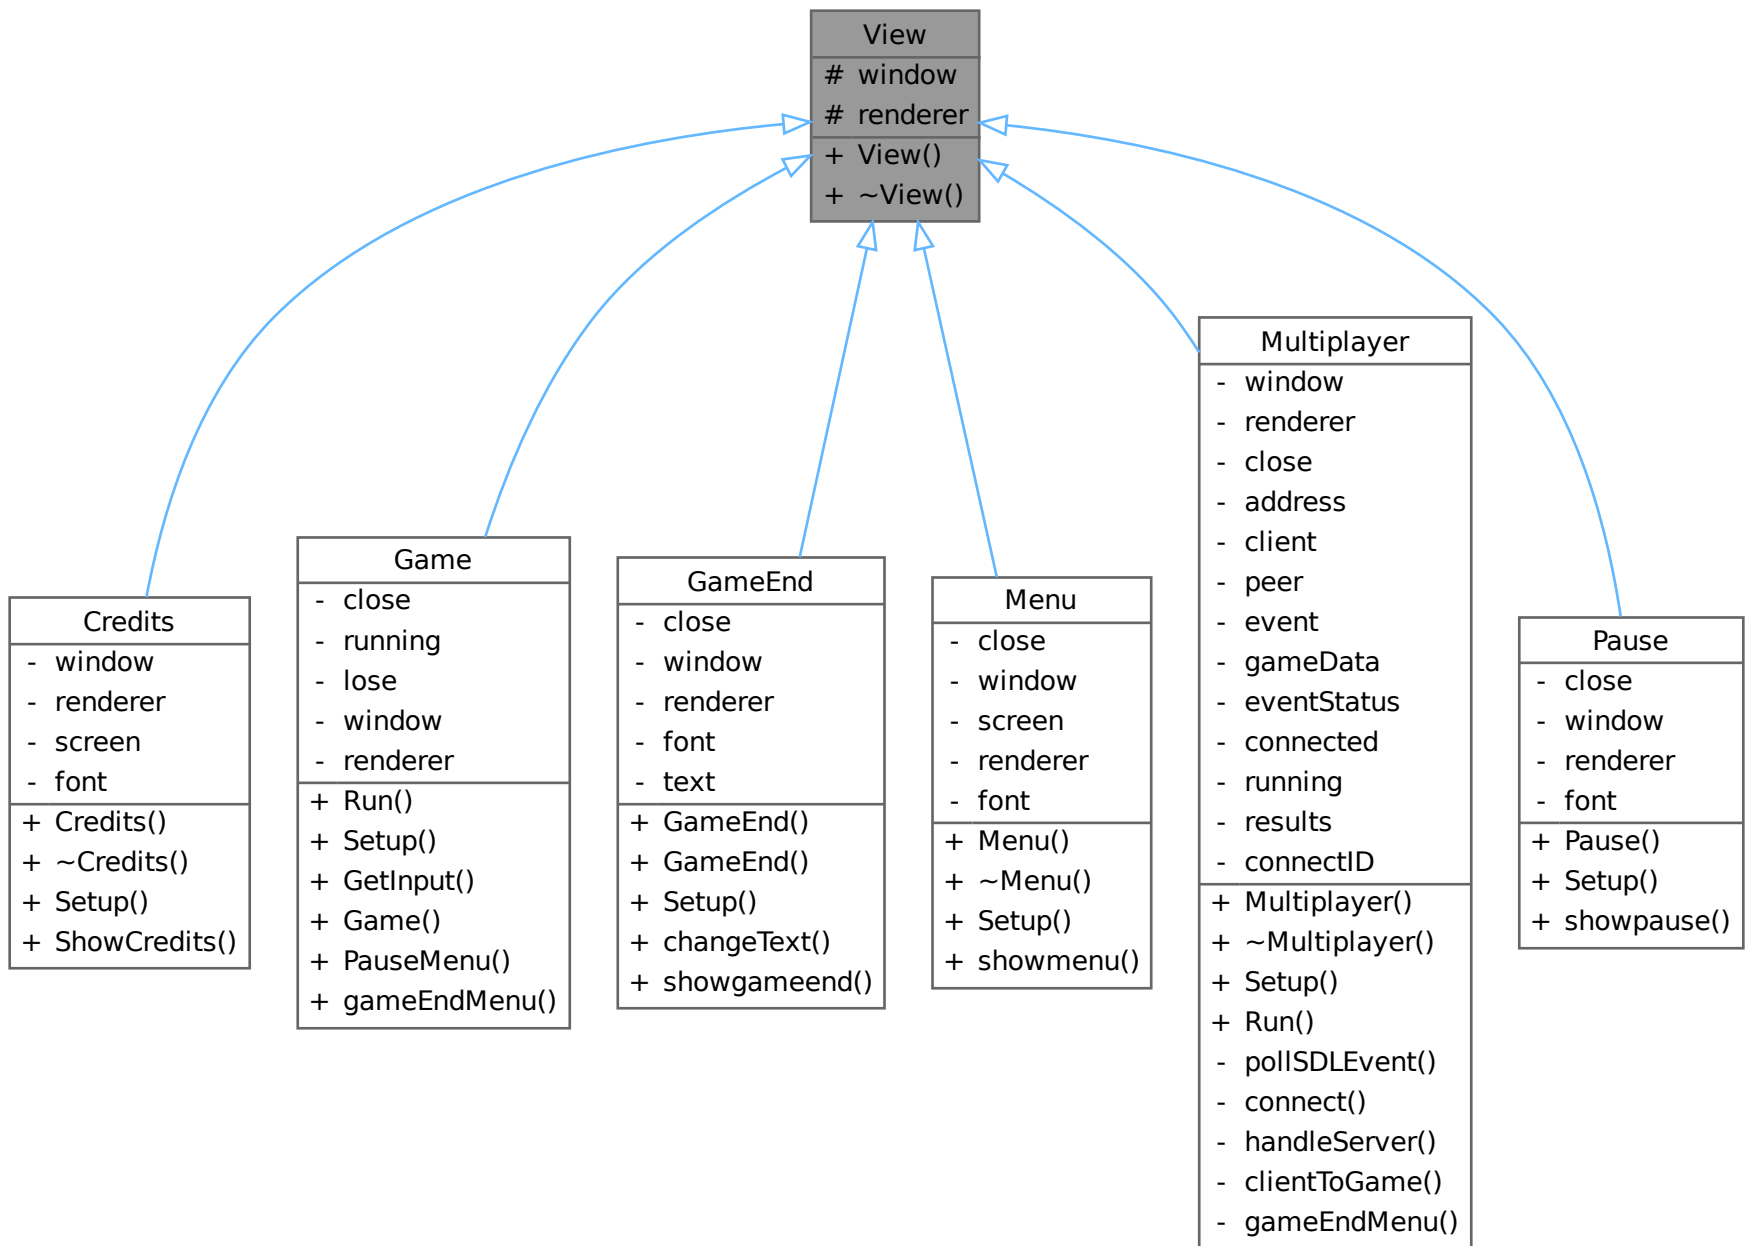 View
# window
# renderer
+ View()
+ ~View()
Credits
- window
- renderer
- screen
- font
+ Credits()
+ ~Credits()
+ Setup()
+ ShowCredits()
Game
- close
- running
- lose
- window
- renderer
+ Run()
+ Setup()
+ GetInput()
+ Game()
+ PauseMenu()
+ gameEndMenu()
GameEnd
- close
- window
- renderer
- font
- text
+ GameEnd()
+ GameEnd()
+ Setup()
+ changeText()
+ showgameend()
Menu
- close
- window
- screen
- renderer
- font
+ Menu()
+ ~Menu()
+ Setup()
+ showmenu()
Multiplayer
- window
- renderer
- close
- address
- client
- peer
- event
- gameData
- eventStatus
- connected
- running
- results
- connectID
+ Multiplayer()
+ ~Multiplayer()
+ Setup()
+ Run()
- pollSDLEvent()
- connect()
- handleServer()
- clientToGame()
- gameEndMenu()
Pause
- close
- window
- renderer
- font
+ Pause()
+ Setup()
+ showpause()